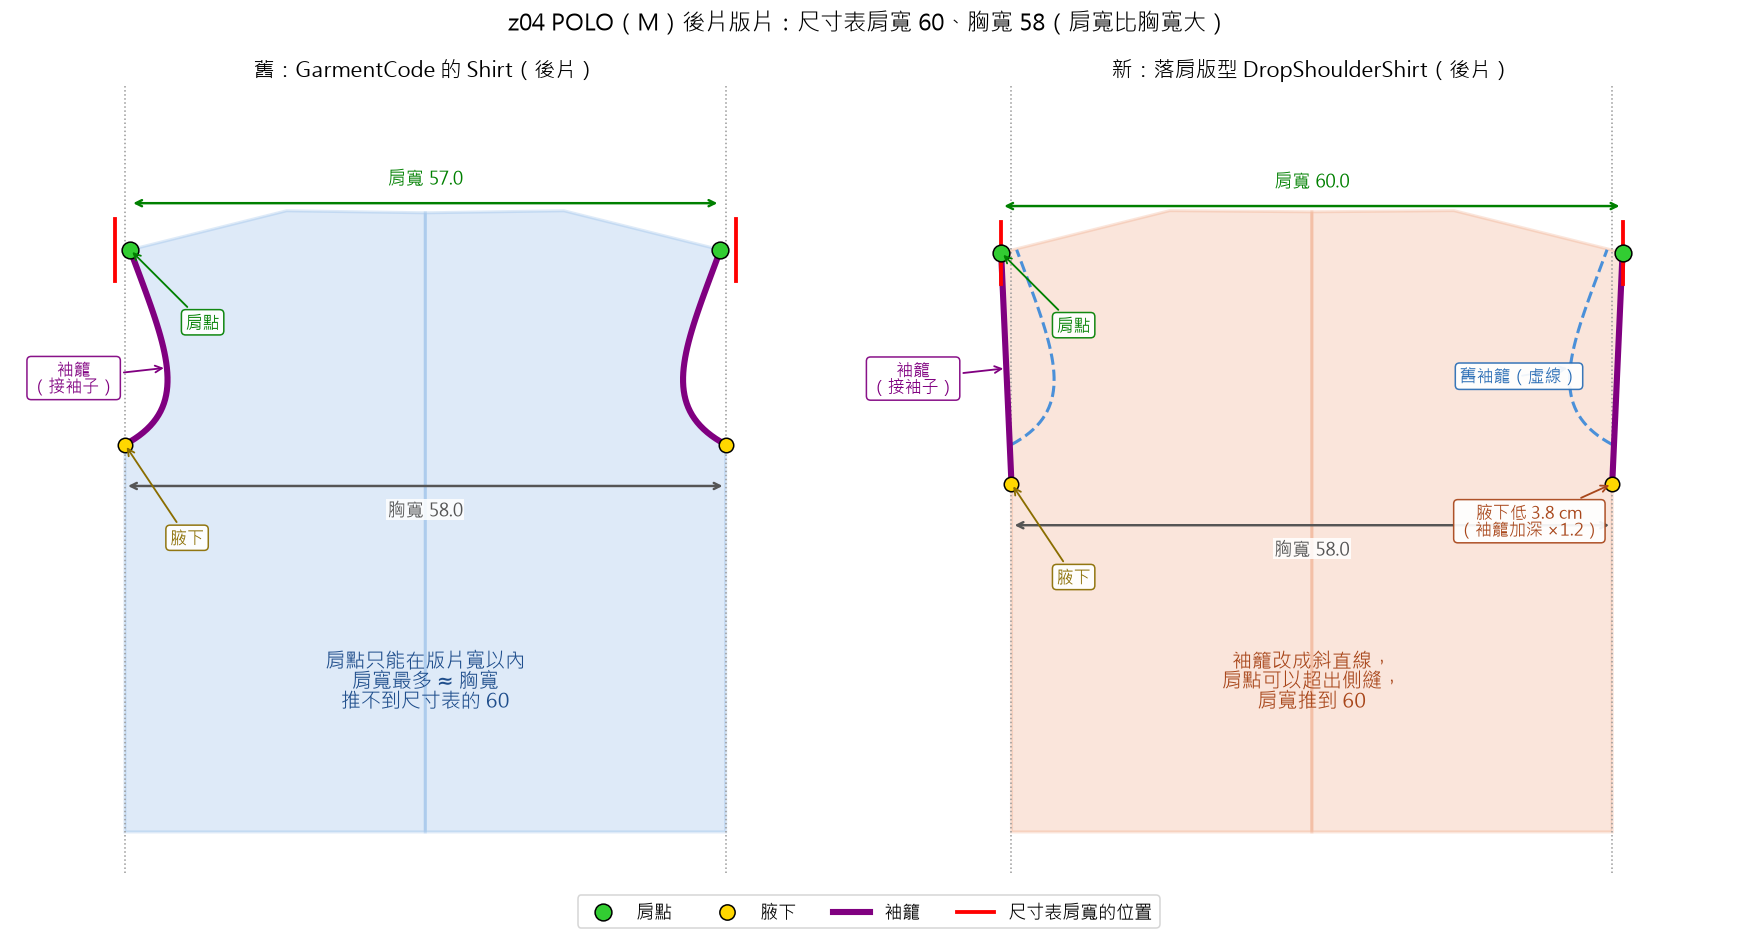 z04 POLO（M）後片版片：尺寸表肩寬 60、胸寬 58（肩寬比胸寬大）
舊：GarmentCode 的 Shirt（後片）
肩寬 57.0
肩點
袖籠
（接袖子）
胸寬 58.0
腋下
肩點只能在版片寬以內
肩寬最多 ≈ 胸寬
推不到尺寸表的 60
新：落肩版型 DropShoulderShirt（後片）
肩寬 60.0
肩點
袖籠
（接袖子）
舊袖籠（虛線）
腋下低 3.8 cm
（袖籠加深 ×1.2）
胸寬 58.0
腋下
袖籠改成斜直線，
肩點可以超出側縫，
肩寬推到 60
肩點
腋下
袖籠
尺寸表肩寬的位置